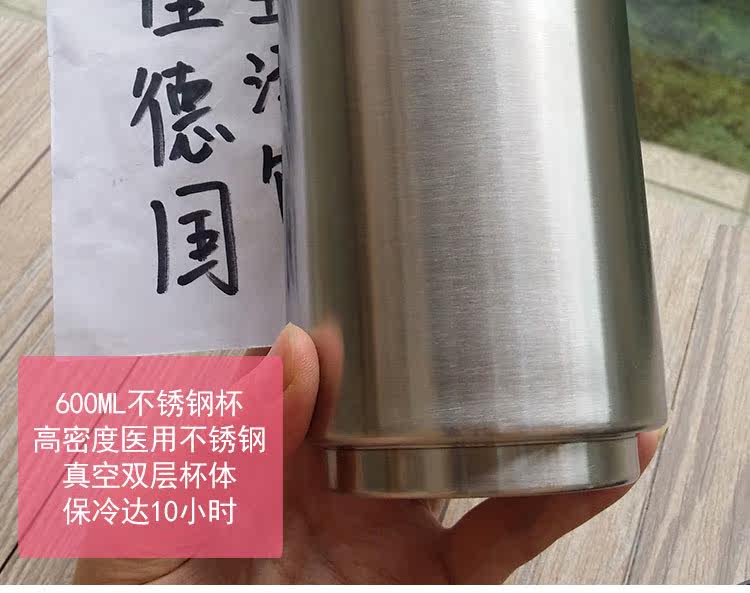 德国
600ML不锈钢杯
高密度医用不锈钢
真空双层杯体
保冷达10小时